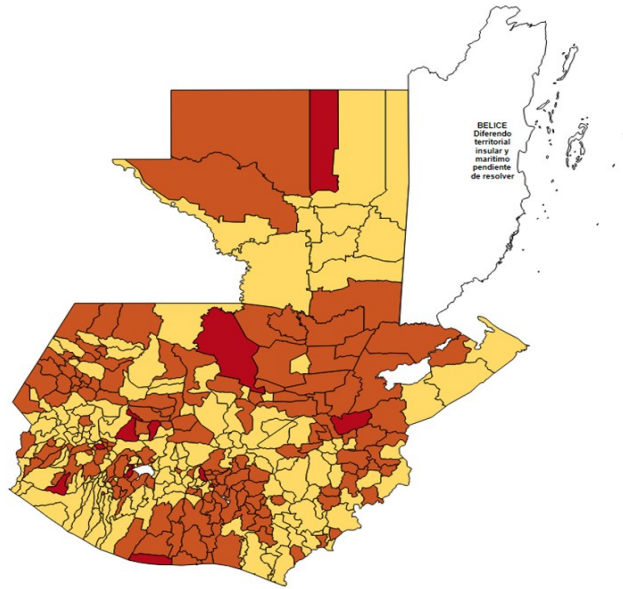 BELICE
Diferendo
territorial
insular y
marítimo
pendiente
de resolver